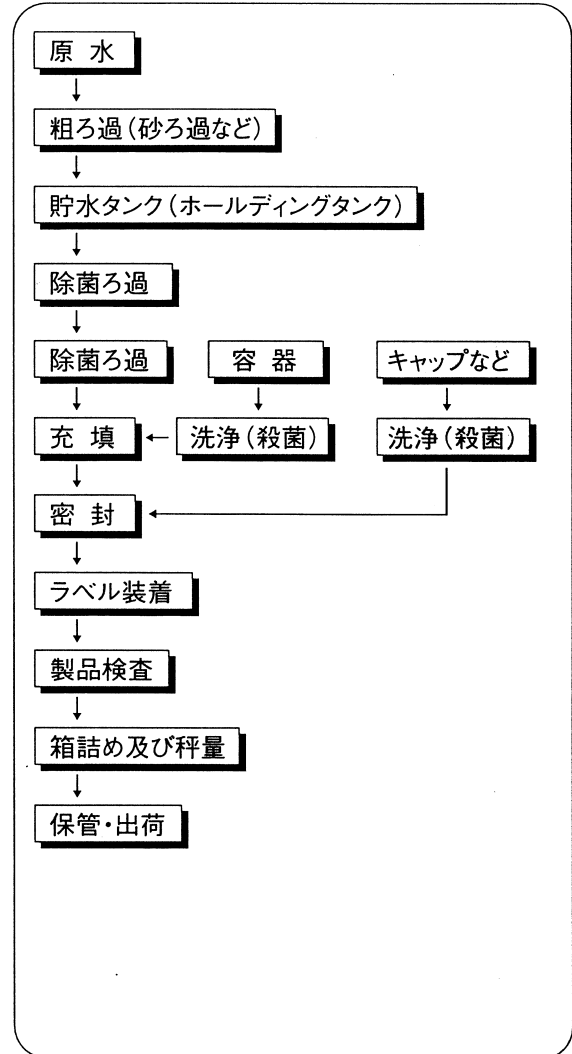 原 水
粗ろ過(砂ろ過など)
貯水タンク(ホールディングタンク)
除菌ろ過
除菌ろ過
容 器
キャップなど
充 填
洗浄(殺菌)
洗浄(殺菌)
密 封
ラベル装着
製品検査
箱詰め及び秤量
保管・出荷